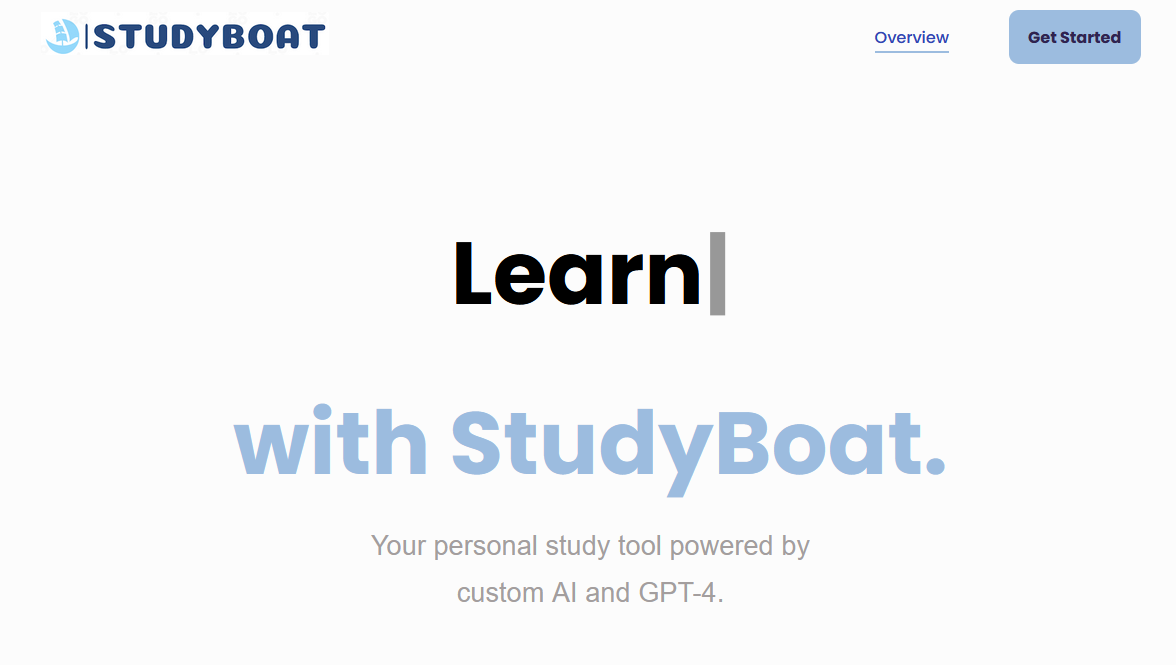 STUDYBOAT
Overview
Get Started
Learn
with StudyBoat.
Your personal study tool powered by
custom AI and GPT-4.